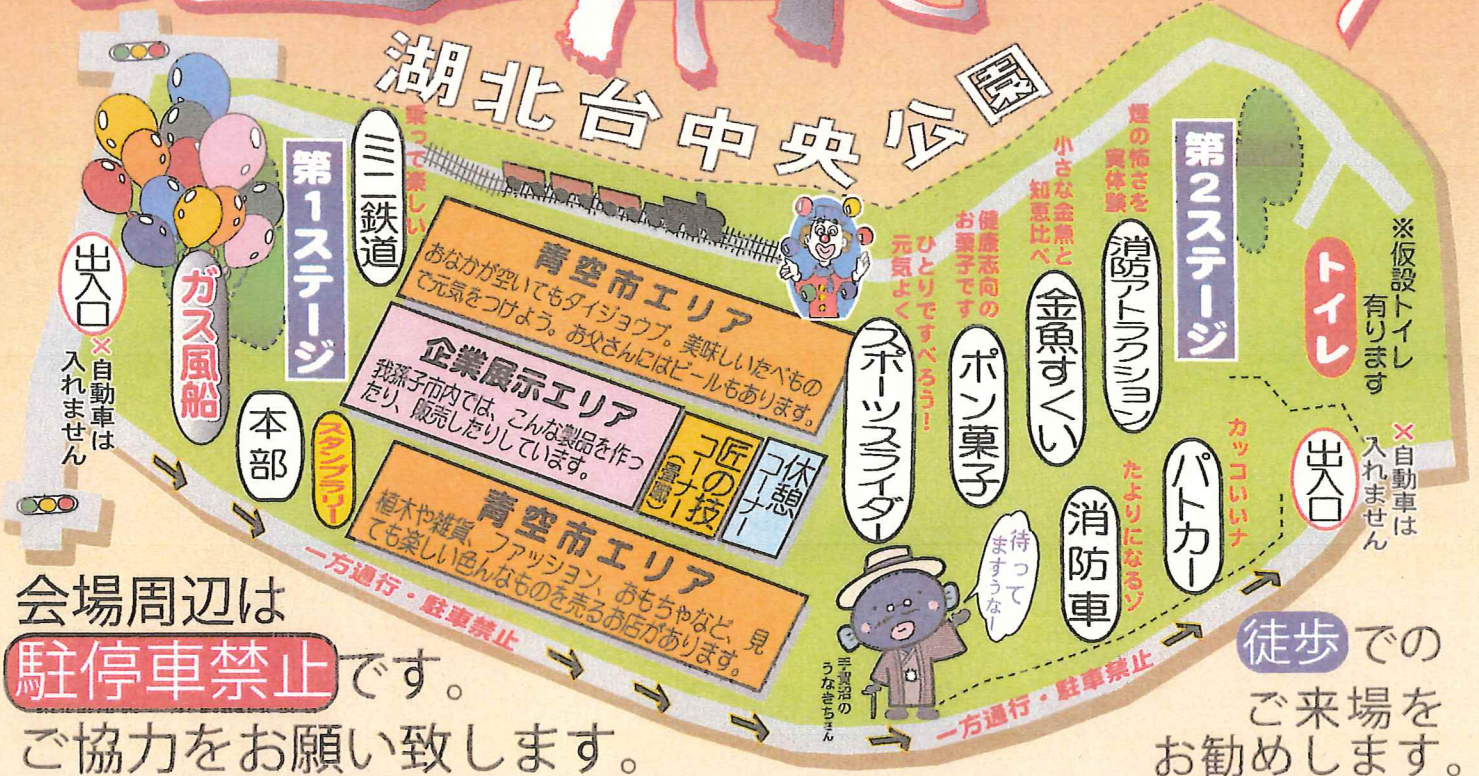 湖北台中央公園
第1ステージ
ミニ鉄道
乗って楽しい
ガス風船
出入口
×自動車は
入れません
本部
スタンプラリー
青空市エリア
おなかが空いてもダイジョウブ。美味しいたべもの
で元気をつけよう。お父さんにはビールもあります。
企業展示エリア
我孫子市内では、こんな製品を作っ
たり、販売したりしています。
匠の技
コーナー
休憩
コーナー
青空市エリア
植木や雑貨、ファッション、おもちゃなど、見
ても楽しい色んなものを売るお店があります。
スポーツスライダー
ひとりですべろう!
元気よく
ポン菓子
健康志向の
お菓子です
金魚すくい
小さな金魚と
知恵比べ
消防アトラクション
煙の怖さを
実体験
第2ステージ
トイレ
※仮設トイレ
有ります
パトカー
カッコいいナ
消防車
たよりになるゾ
出入口
×自動車は
入れません
待って
ますうな~
手賀沼の
うなきちさん
一方通行・駐車禁止
一方通行・駐車禁止
会場周辺は
駐停車禁止です。
ご協力をお願い致します。
徒歩での
ご来場を
お勧めします。